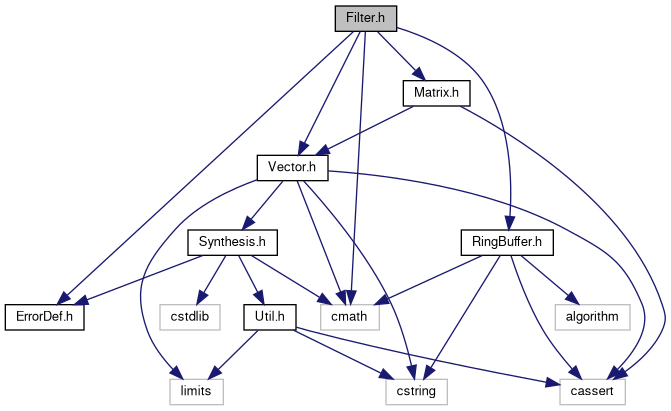 Filter.h
Matrix.h
Vector.h
Synthesis.h
RingBuffer.h
ErrorDef.h
cstdlib
Util.h
cmath
algorithm
limits
cstring
cassert